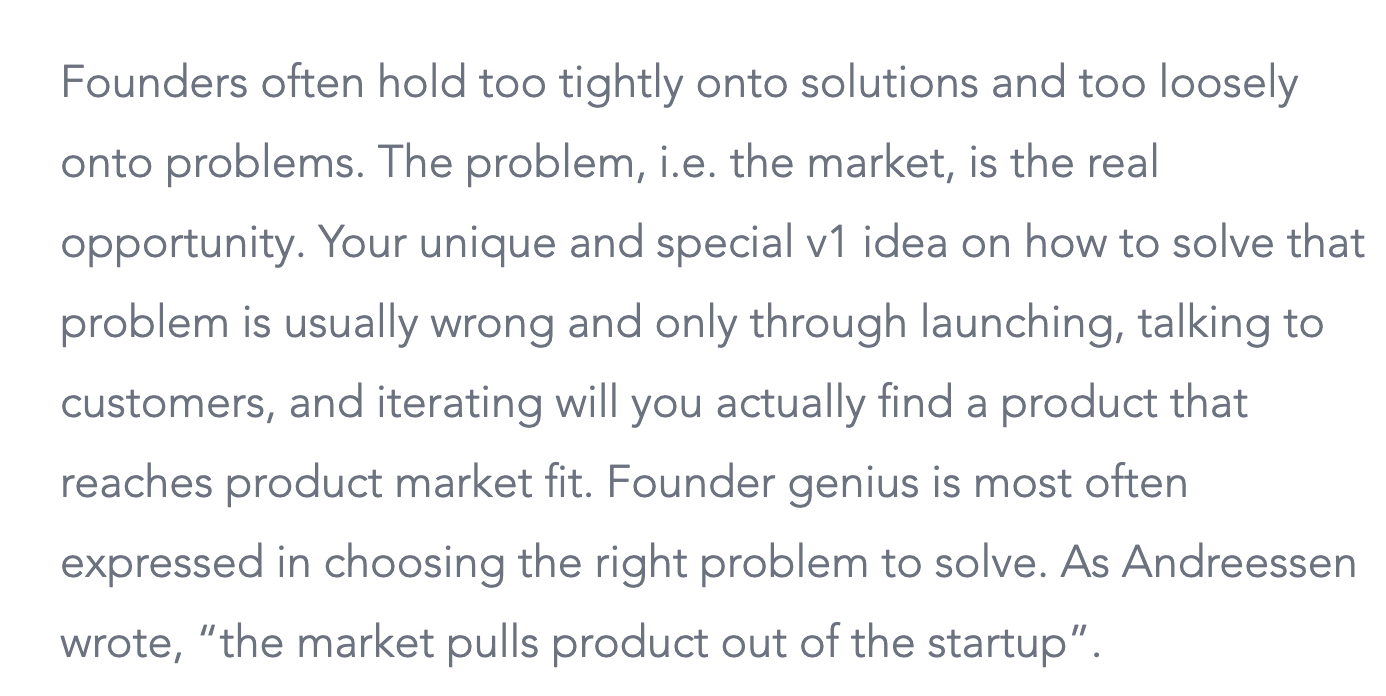 Founders often hold too tightly onto solutions and too loosely
onto problems. The problem, i.e. the market, is the real
opportunity. Your unique and special v1 idea on how to solve that
problem is usually wrong and only through launching, talking to
customers, and iterating will you actually find a product that
reaches product market fit. Founder genius is most often
expressed in choosing the right problem to solve. As Andreessen
wrote, “the market pulls product out of the startup”.